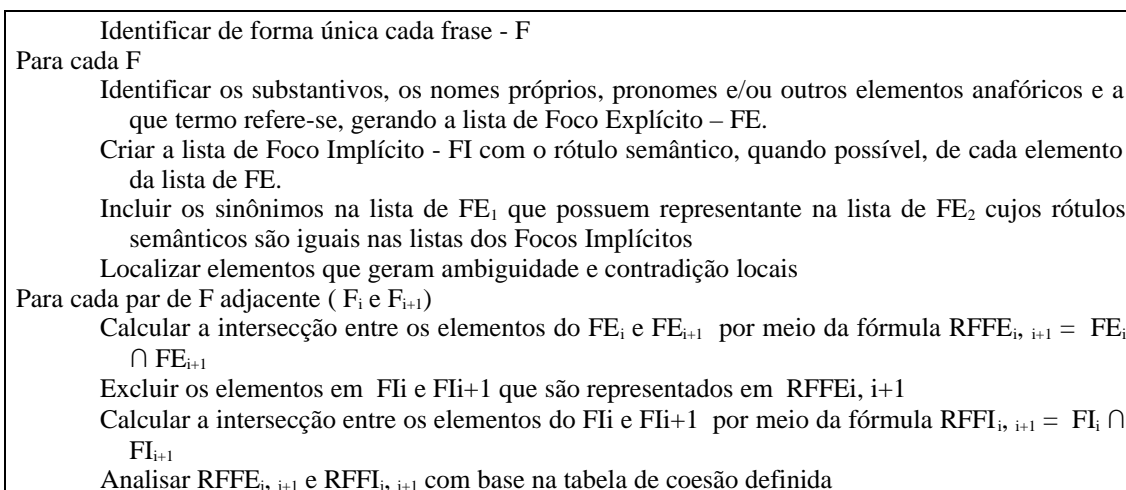 Identificar de forma única cada frase - F
Para cada F
Identificar os substantivos, os nomes próprios, pronomes e/ou outros elementos anafóricos e a
que termo refere-se, gerando a lista de Foco Explícito – FE.
Criar a lista de Foco Implícito - FI com o rótulo semântico, quando possível, de cada elemento
da lista de FE.
Incluir os sinônimos na lista de FE₁ que possuem representante na lista de FE₂ cujos rótulos
semânticos são iguais nas listas dos Focos Implícitos
Localizar elementos que geram ambiguidade e contradição locais
Para cada par de F adjacente ( Fᵢ e Fᵢ₊₁)
Calcular a intersecção entre os elementos do FEᵢ e FEᵢ₊₁ por meio da fórmula RFFEᵢ, ᵢ₊₁ = FEᵢ
∩ FEᵢ₊₁
Excluir os elementos em FIi e FIi+1 que são representados em RFFEi, i+1
Calcular a intersecção entre os elementos do FIi e FIi+1 por meio da fórmula RFFIᵢ, ᵢ₊₁ = FIᵢ ∩
FIᵢ₊₁
Analisar RFFEᵢ, ᵢ₊₁ e RFFIᵢ, ᵢ₊₁ com base na tabela de coesão definida